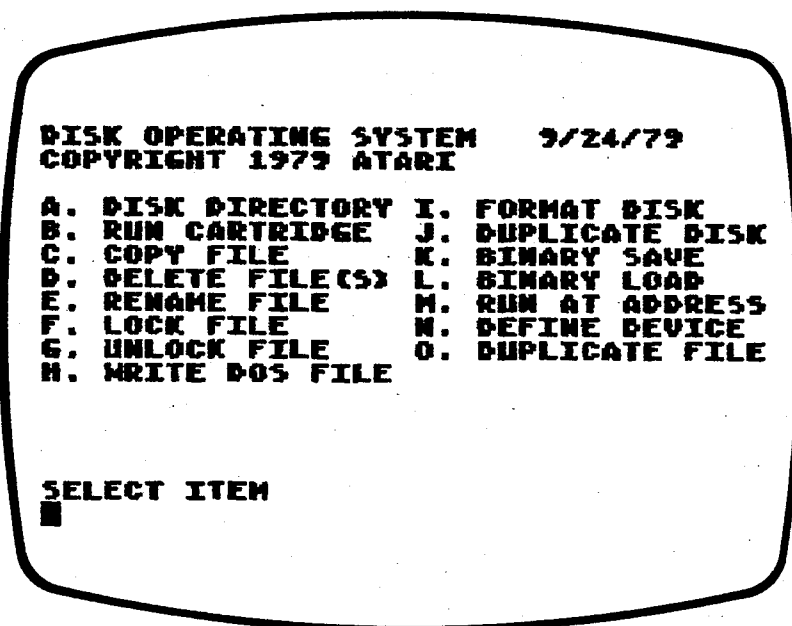 DISK OPERATING SYSTEM 9/24/79
COPYRIGHT 1979 ATARI
A. DISK DIRECTORY I. FORMAT DISK
B. RUN CARTRIDGE J. DUPLICATE DISK
C. COPY FILE K. BINARY SAVE
D. DELETE FILE(S) L. BINARY LOAD
E. RENAME FILE M. RUN AT ADDRESS
F. LOCK FILE N. DEFINE DEVICE
G. UNLOCK FILE O. DUPLICATE FILE
H. WRITE DOS FILE
SELECT ITEM